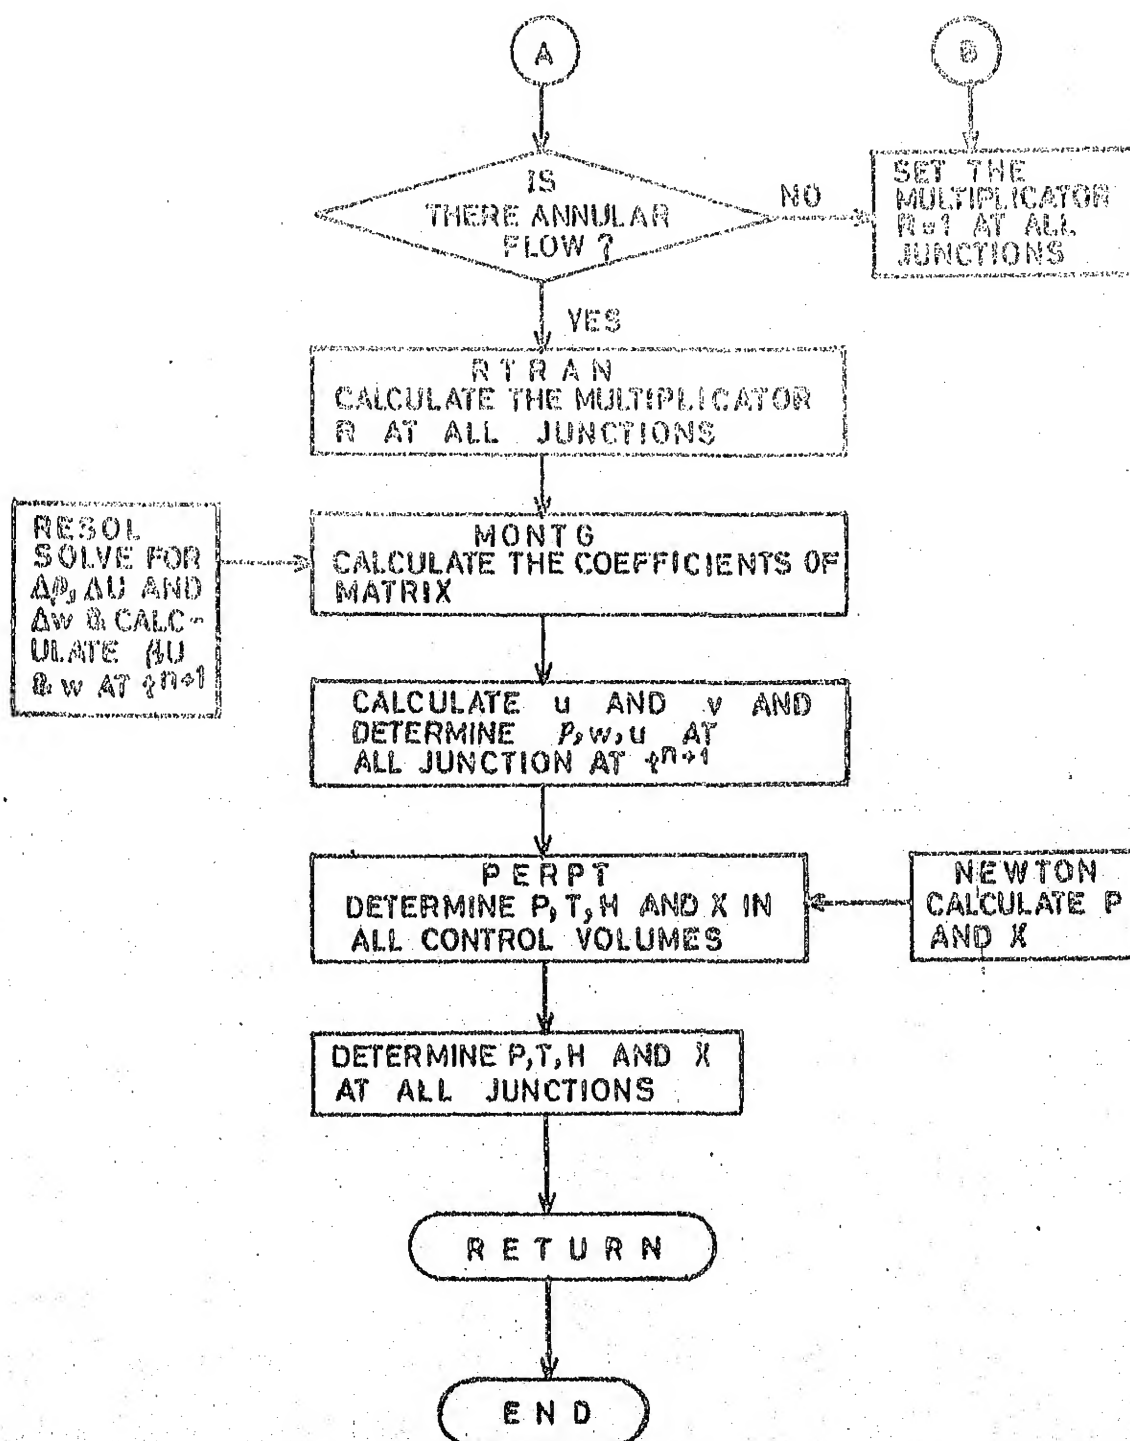 A
B
IS
THERE ANNULAR
FLOW ?
NO
SET THE
MULTIPLICATOR
R=1 AT ALL
JUNCTIONS
YES
RTRAN
CALCULATE THE MULTIPLICATOR
R AT ALL JUNCTIONS
RESOL
SOLVE FOR
Δρ, ΔU AND
Δw & CALC-
ULATE ρ,U
& w AT tⁿ⁺¹
MONTG
CALCULATE THE COEFFICIENTS OF
MATRIX
CALCULATE u AND v AND
DETERMINE ρ,w,u AT
ALL JUNCTION AT tⁿ⁺¹
PERPT
DETERMINE P,T,H AND X IN
ALL CONTROL VOLUMES
NEWTON
CALCULATE P
AND X
DETERMINE P,T,H AND X
AT ALL JUNCTIONS
RETURN
END